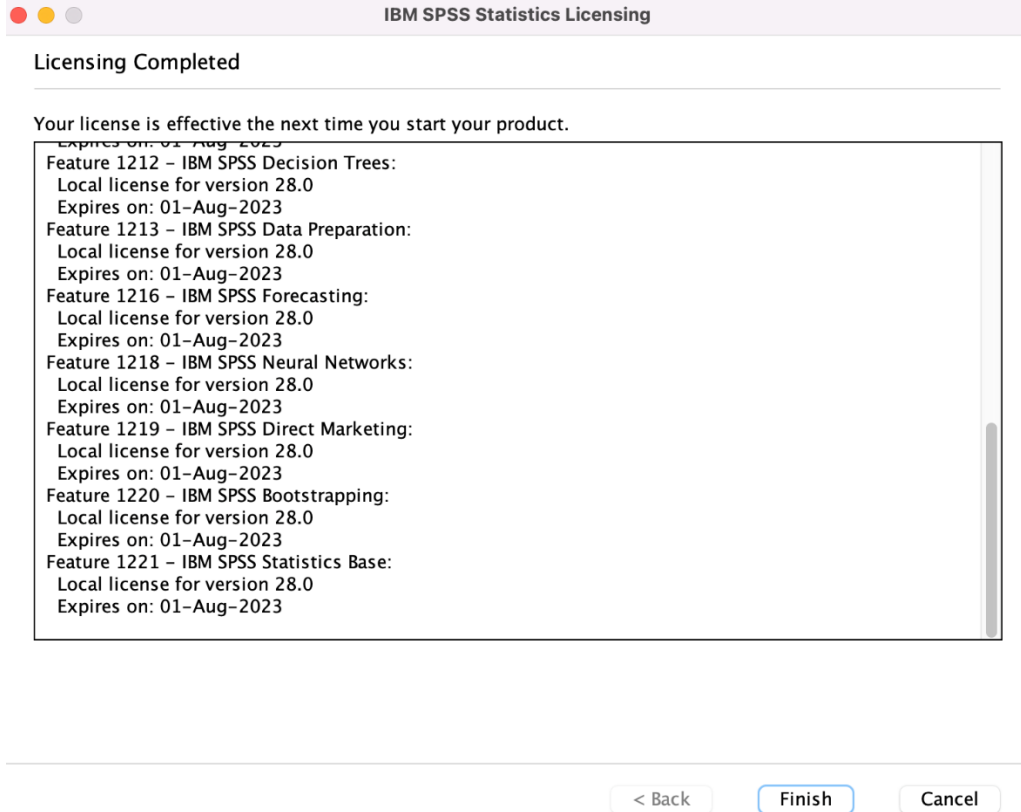 IBM SPSS Statistics Licensing
Licensing Completed
Your license is effective the next time you start your product.
Expires on: 01-Aug-2023
Feature 1212 – IBM SPSS Decision Trees:
Local license for version 28.0
Expires on: 01-Aug-2023
Feature 1213 – IBM SPSS Data Preparation:
Local license for version 28.0
Expires on: 01-Aug-2023
Feature 1216 – IBM SPSS Forecasting:
Local license for version 28.0
Expires on: 01-Aug-2023
Feature 1218 – IBM SPSS Neural Networks:
Local license for version 28.0
Expires on: 01-Aug-2023
Feature 1219 – IBM SPSS Direct Marketing:
Local license for version 28.0
Expires on: 01-Aug-2023
Feature 1220 – IBM SPSS Bootstrapping:
Local license for version 28.0
Expires on: 01-Aug-2023
Feature 1221 – IBM SPSS Statistics Base:
Local license for version 28.0
Expires on: 01-Aug-2023
< Back Finish Cancel